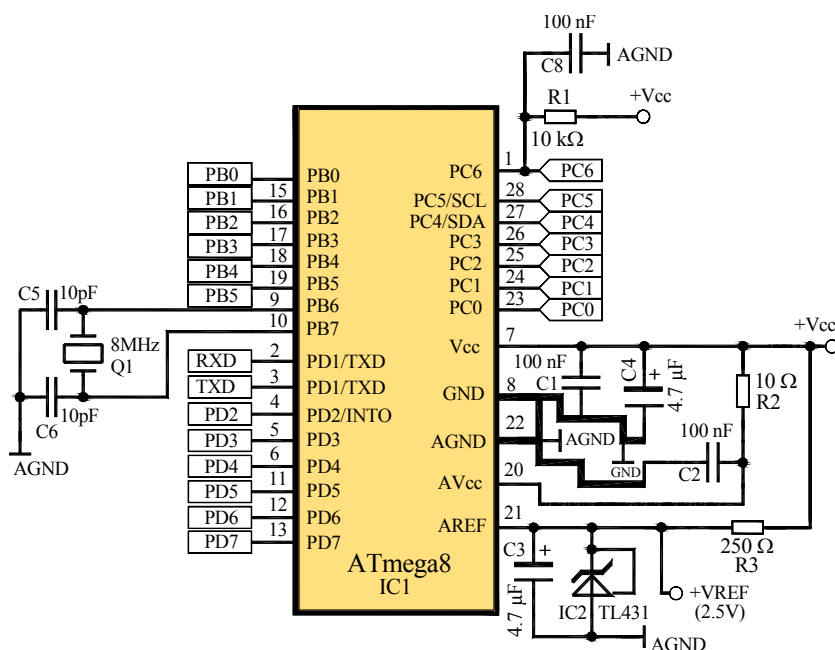 100 nF
C8
AGND
R1
+Vcc
10 kΩ
PB0
PB1
PB2
PB3
PB4
PB5
15
16
17
18
19
9
10
2
3
4
5
6
11
12
13
PB0
PB1
PB2
PB3
PB4
PB5
PB6
PB7
PD1/TXD
PD1/TXD
PD2/INTO
PD3
PD4
PD5
PD6
PD7
C5
10pF
8MHz
Q1
10pF
C6
AGND
RXD
TXD
PD2
PD3
PD4
PD5
PD6
PD7
PC6
PC5/SCL
PC4/SDA
PC3
PC2
PC1
PC0
Vcc
GND
AGND
AVcc
AREF
ATmega8
IC1
1
28
27
26
25
24
23
7
8
22
20
21
PC6
PC5
PC4
PC3
PC2
PC1
PC0
+Vcc
100 nF
C1
C4
+
4.7 µF
10 Ω
R2
AGND
GND
100 nF
C2
C3
+
4.7 µF
IC2
TL431
250 Ω
R3
+VREF
(2.5V)
AGND